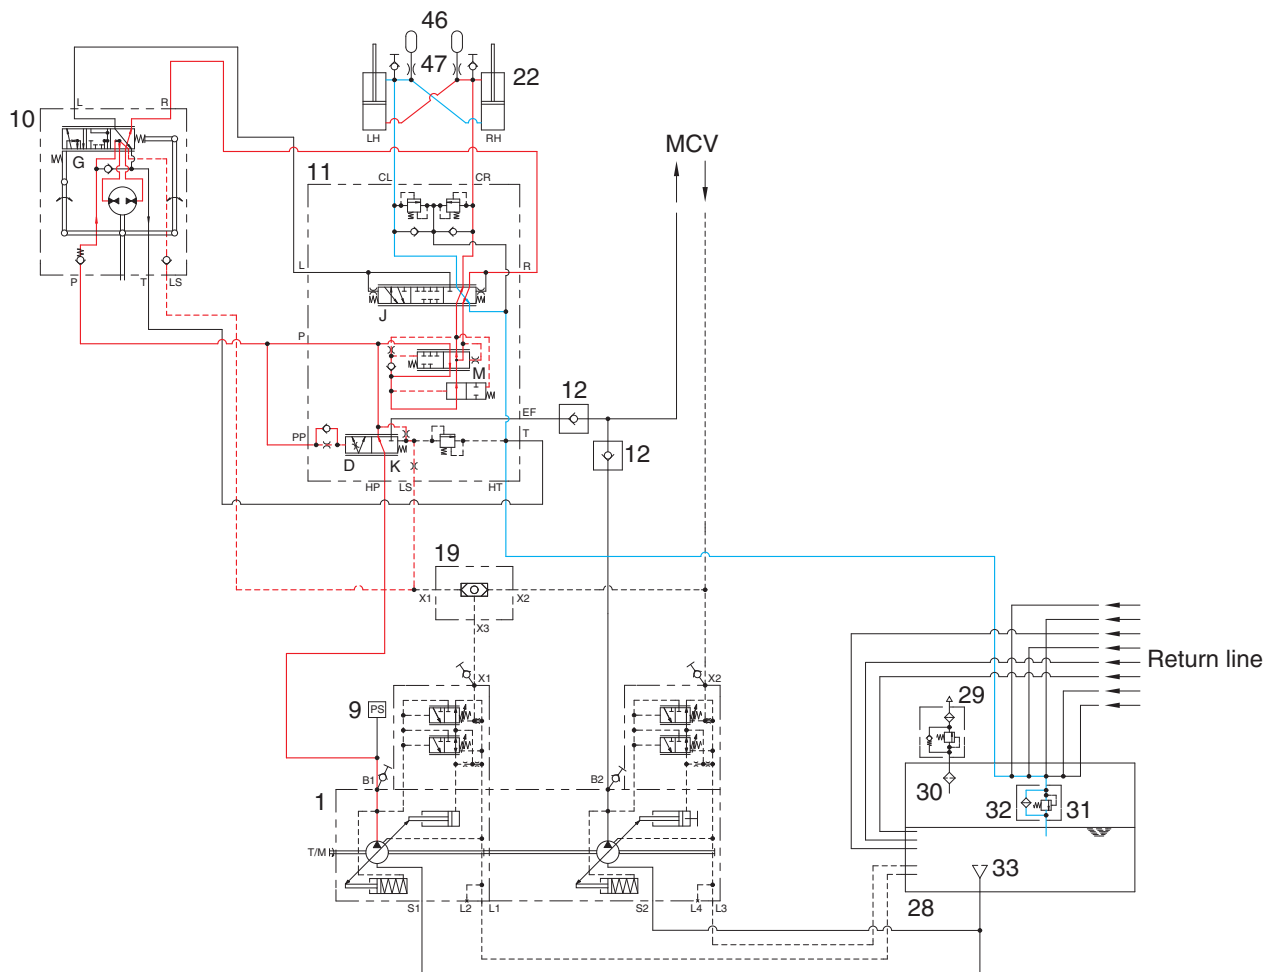 46
47
22
L
R
10
LH
RH
MCV
G
11
CL
CR
P
T
LS
L
R
J
P
M
12
EF
PP
T
12
D
K
HP
LS
HT
19
X1
X2
X3
Return line
X1
X2
9
PS
29
B1
B2
30
32
31
1
T/M
33
S1
L2
L1
S2
L4
L3
28